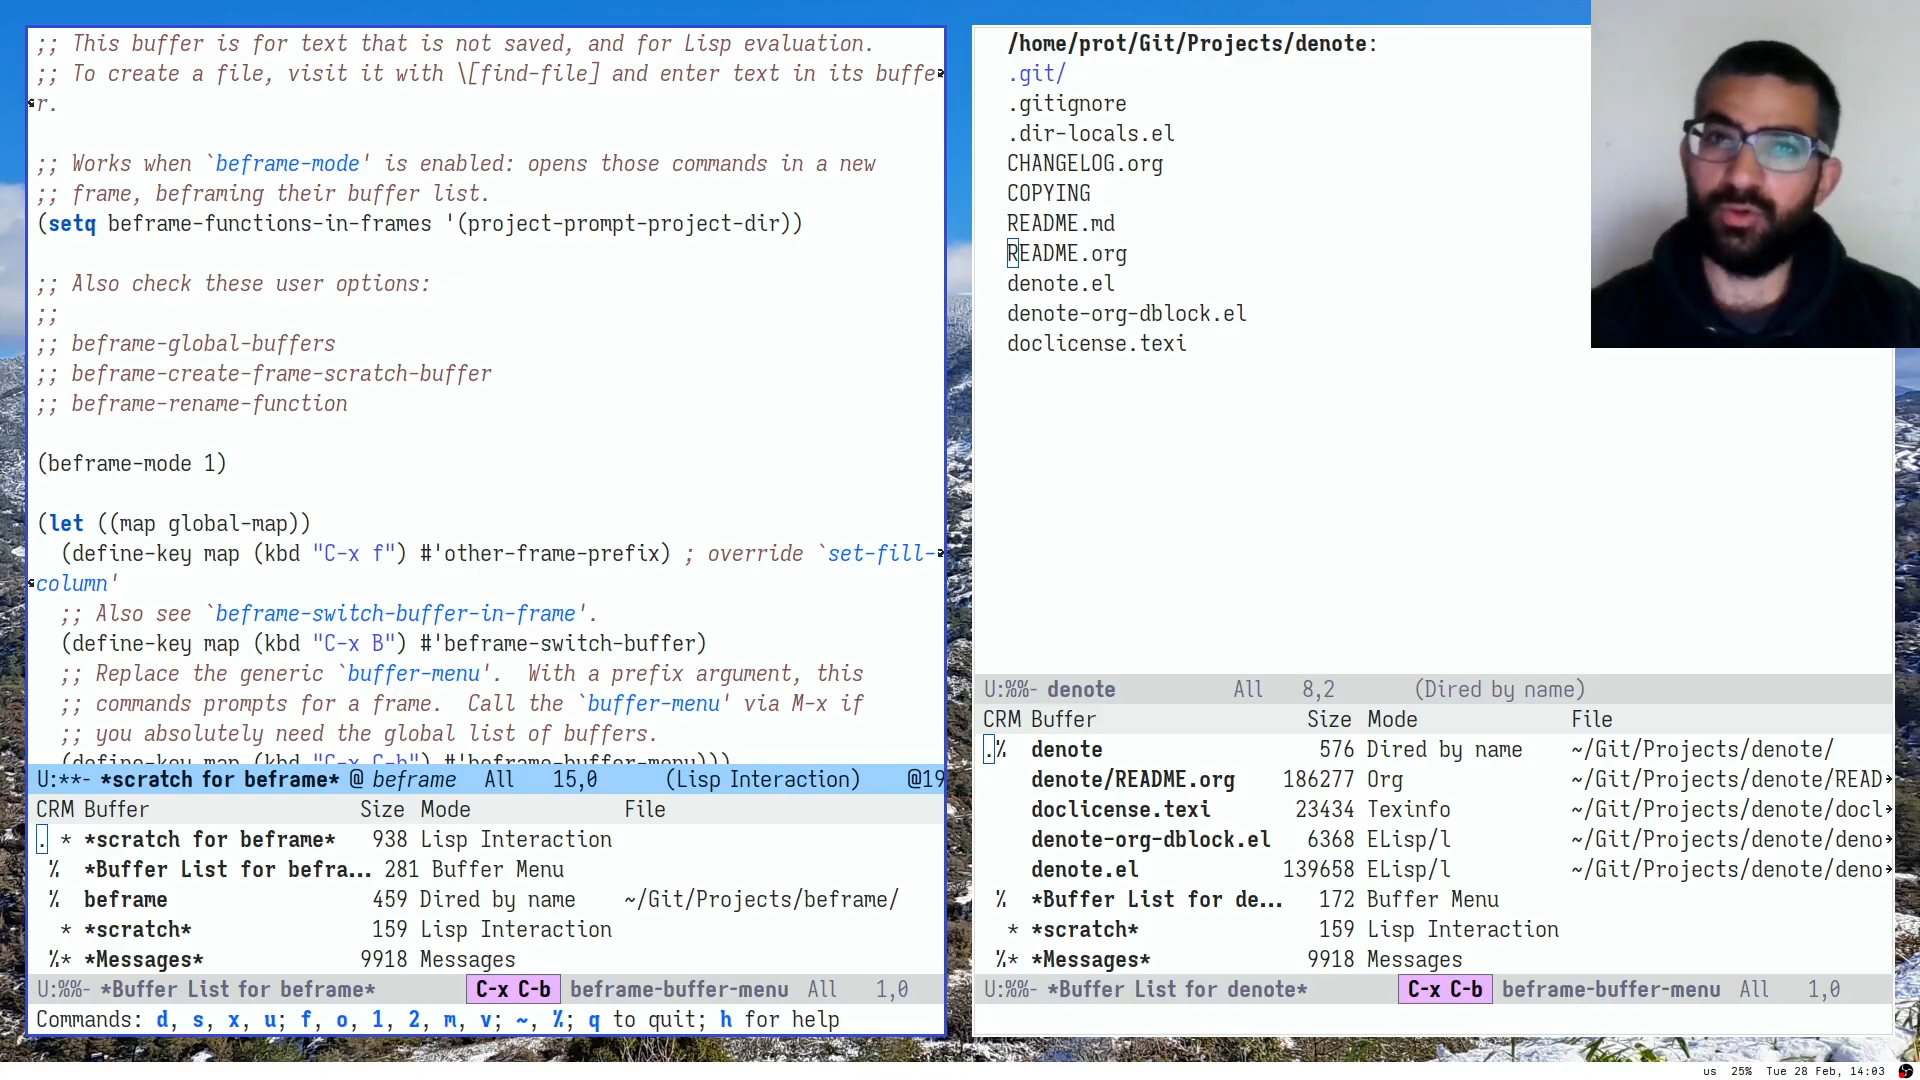 ;; This buffer is for text that is not saved, and for Lisp evaluation.
;; To create a file, visit it with \[find-file] and enter text in its buffe
r.
;; Works when `beframe-mode' is enabled: opens those commands in a new
;; frame, beframing their buffer list.
(setq beframe-functions-in-frames '(project-prompt-project-dir))
;; Also check these user options:
;;
;; beframe-global-buffers
;; beframe-create-frame-scratch-buffer
;; beframe-rename-function
(beframe-mode 1)
(let ((map global-map))
(define-key map (kbd "C-x f") #'other-frame-prefix) ; override `set-fill-
column'
;; Also see `beframe-switch-buffer-in-frame'.
(define-key map (kbd "C-x B") #'beframe-switch-buffer)
;; Replace the generic `buffer-menu'.  With a prefix argument, this
;; commands prompts for a frame.  Call the `buffer-menu' via M-x if
;; you absolutely need the global list of buffers.
(define-key map (kbd "C-x C-b") #'beframe-buffer-menu)))
U:**- *scratch for beframe* @ beframe All 15,0 (Lisp Interaction) @19
CRM Buffer Size Mode File
. * *scratch for beframe* 938 Lisp Interaction
% *Buffer List for befra... 281 Buffer Menu
% beframe 459 Dired by name ~/Git/Projects/beframe/
* *scratch* 159 Lisp Interaction
%* *Messages* 9918 Messages
U:%%- *Buffer List for beframe* C-x C-b beframe-buffer-menu All 1,0
Commands: d, s, x, u; f, o, 1, 2, m, v; ~, %; q to quit; h for help
/home/prot/Git/Projects/denote:
.git/
.gitignore
.dir-locals.el
CHANGELOG.org
COPYING
README.md
README.org
denote.el
denote-org-dblock.el
doclicense.texi
U:%%- denote All 8,2 (Dired by name)
CRM Buffer Size Mode File
.% denote 576 Dired by name ~/Git/Projects/denote/
denote/README.org 186277 Org ~/Git/Projects/denote/READ
doclicense.texi 23434 Texinfo ~/Git/Projects/denote/docl
denote-org-dblock.el 6368 ELisp/l ~/Git/Projects/denote/deno
denote.el 139658 ELisp/l ~/Git/Projects/denote/deno
% *Buffer List for de... 172 Buffer Menu
* *scratch* 159 Lisp Interaction
%* *Messages* 9918 Messages
U:%%- *Buffer List for denote* C-x C-b beframe-buffer-menu All 1,0
us 25% Tue 28 Feb, 14:03